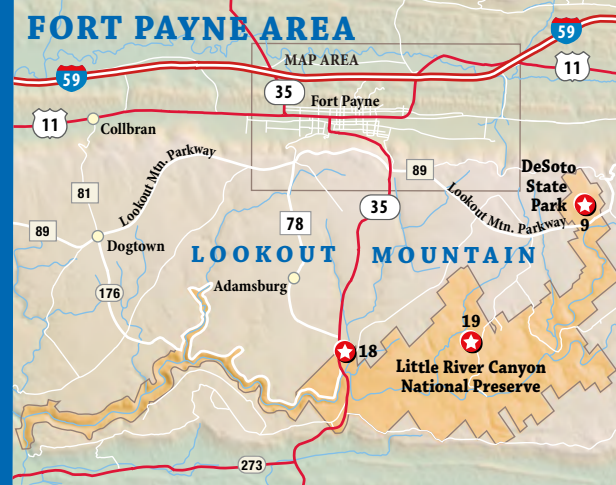 FORT PAYNE AREA
59
MAP AREA
59
11
35
Fort Payne
11
Collbran
Lookout Mtn. Parkway
89
DeSoto
State
Park
9
81
35
Lookout Mtn. Parkway
89
78
Dogtown
LOOKOUT MOUNTAIN
176
Adamsburg
19
18
Little River Canyon
National Preserve
273